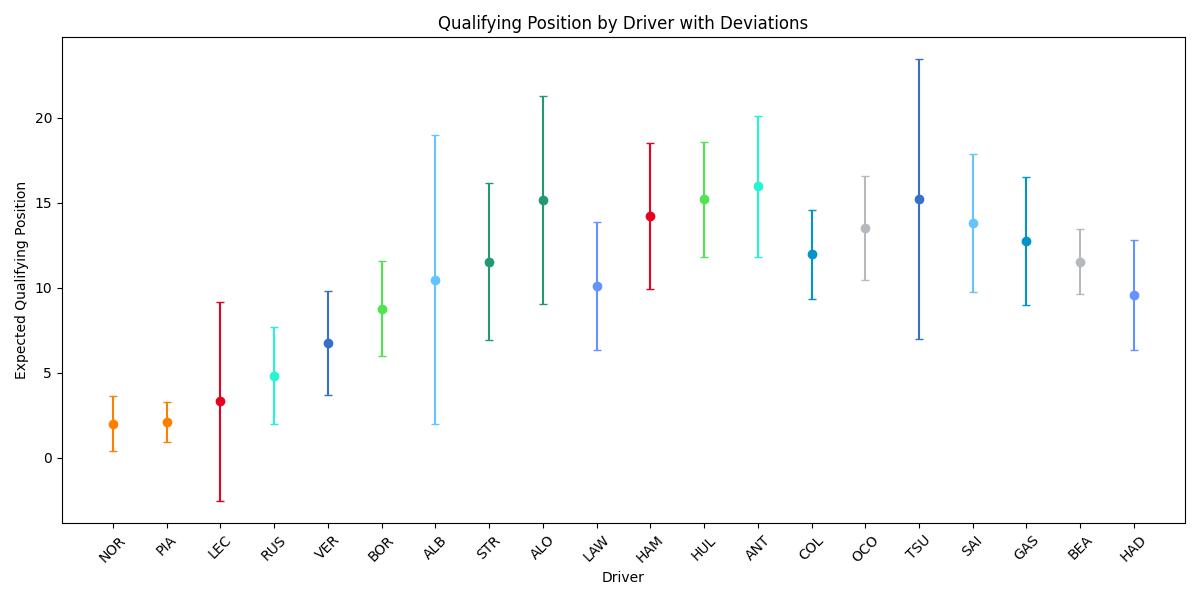 Qualifying Position by Driver with Deviations
Expected Qualifying Position
20
15
10
5
0
NOR PIA LEC RUS VER BOR ALB STR ALO LAW HAM HUL ANT COL OCO TSU SAI GAS BEA HAD
Driver